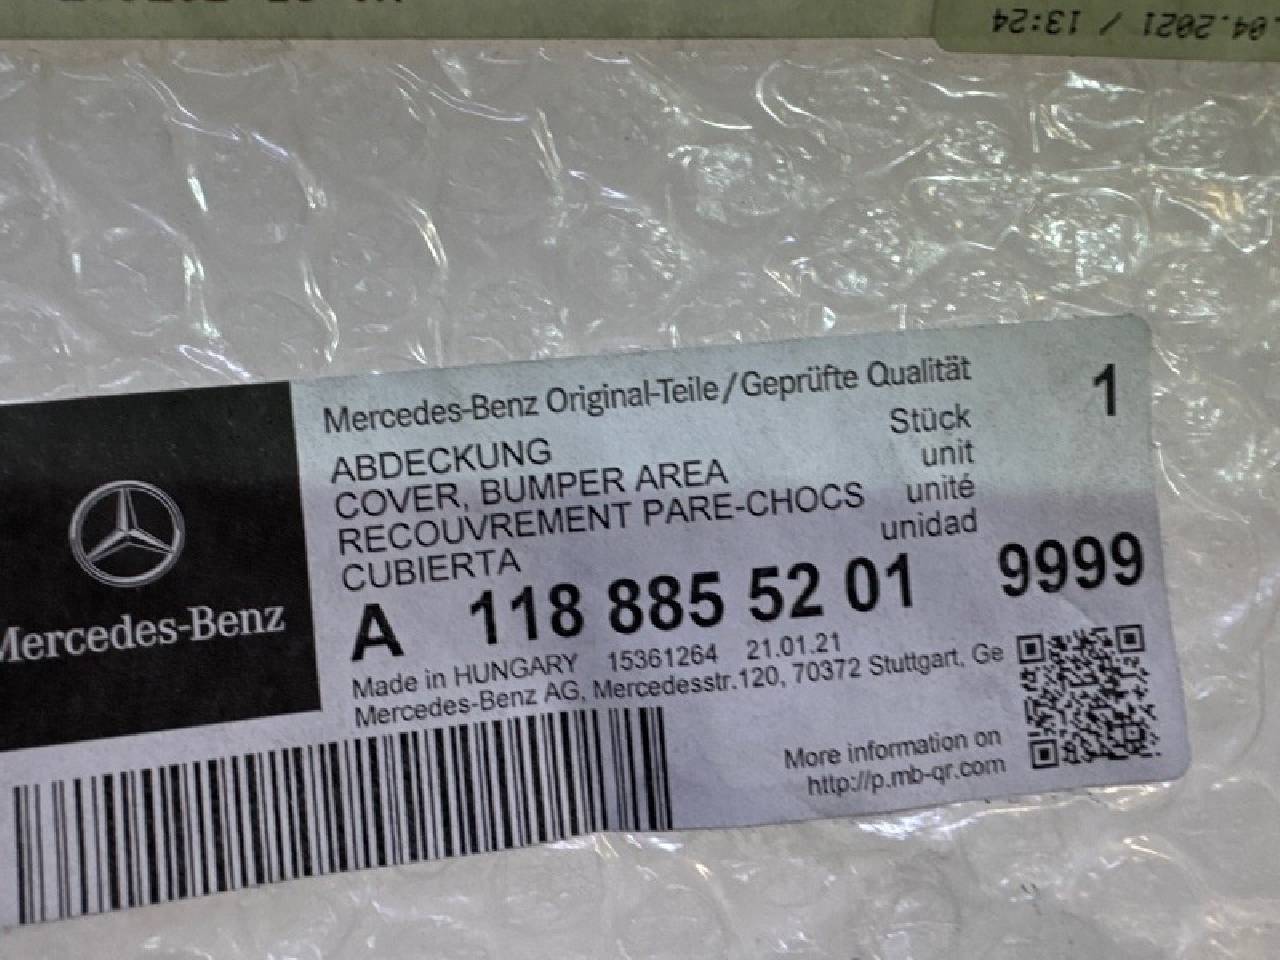 .04.2021 / 13:24
Mercedes-Benz Original-Teile/Geprüfte Qualität
1
ABDECKUNG
Stück
COVER, BUMPER AREA
unit
RECOUVREMENT PARE-CHOCS
unité
CUBIERTA
unidad
A 118 885 52 01 9999
Made in HUNGARY 15361264 21.01.21
Mercedes-Benz AG, Mercedesstr.120, 70372 Stuttgart, Ge
Mercedes-Benz
More information on
http://p.mb-qr.com